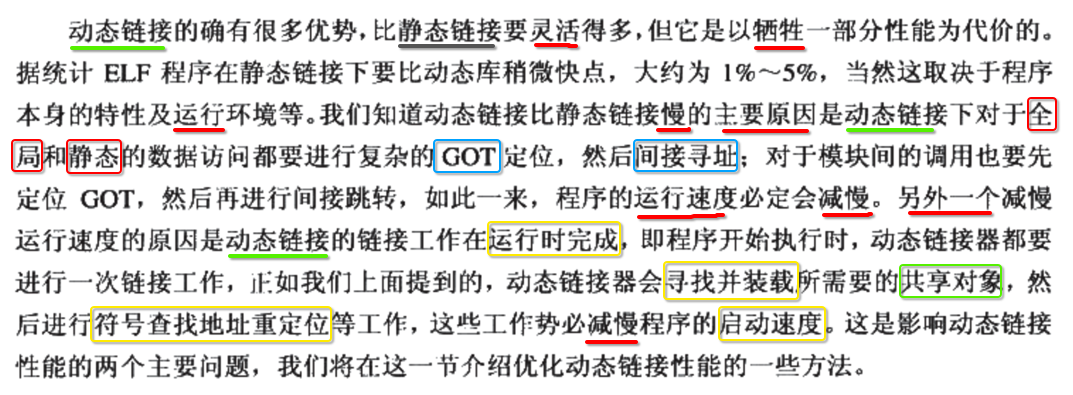 动态链接的确有很多优势，比静态链接要灵活得多，但它是以牺牲一部分性能为代价的。
据统计 ELF 程序在静态链接下要比动态库稍微快点，大约为 1%～5%，当然这取决于程序
本身的特性及运行环境等。我们知道动态链接比静态链接慢的主要原因是动态链接下对于全
局和静态的数据访问都要进行复杂的 GOT 定位，然后间接寻址；对于模块间的调用也要先
定位 GOT，然后再进行间接跳转，如此一来，程序的运行速度必定会减慢。另外一个减慢
运行速度的原因是动态链接的链接工作在运行时完成，即程序开始执行时，动态链接器都要
进行一次链接工作，正如我们上面提到的，动态链接器会寻找并装载所需要的共享对象，然
后进行符号查找地址重定位等工作，这些工作势必减慢程序的启动速度。这是影响动态链接
性能的两个主要问题，我们将在这一节介绍优化动态链接性能的一些方法。